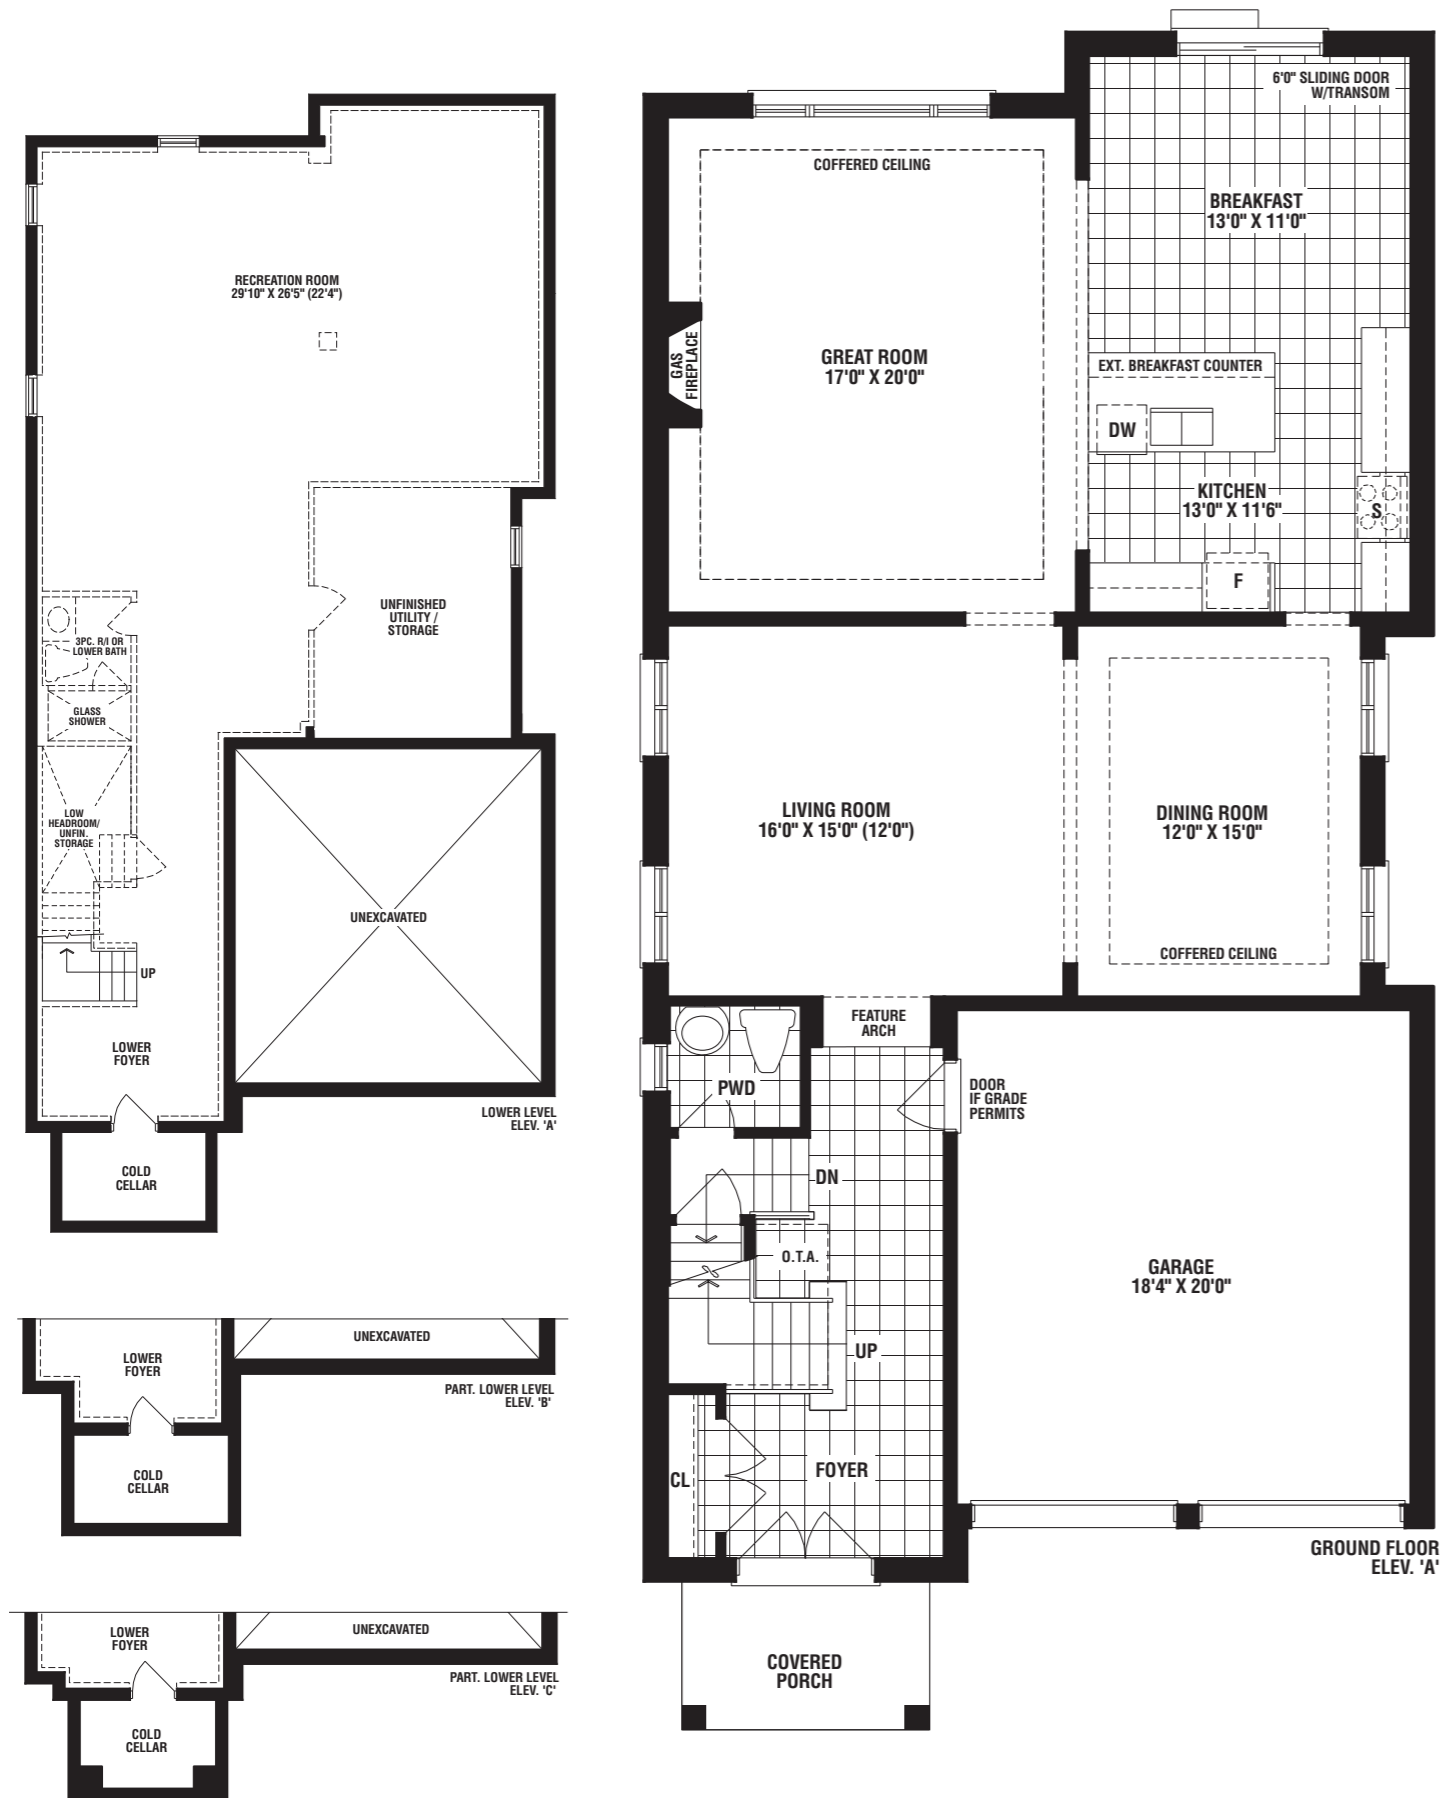 RECREATION ROOM
29'10" X 26'5" (22'4")
UNFINISHED
UTILITY /
STORAGE
3PC. R/I OR
LOWER BATH
GLASS
SHOWER
LOW
HEADROOM/
UNFIN.
STORAGE
UP
UNEXCAVATED
LOWER
FOYER
LOWER LEVEL
ELEV. 'A'
COLD
CELLAR
LOWER
FOYER
UNEXCAVATED
PART. LOWER LEVEL
ELEV. 'B'
COLD
CELLAR
LOWER
FOYER
UNEXCAVATED
PART. LOWER LEVEL
ELEV. 'C'
COLD
CELLAR
6'0" SLIDING DOOR
W/TRANSOM
COFFERED CEILING
BREAKFAST
13'0" X 11'0"
GAS
FIREPLACE
GREAT ROOM
17'0" X 20'0"
EXT. BREAKFAST COUNTER
DW
KITCHEN
13'0" X 11'6"
S
F
LIVING ROOM
16'0" X 15'0" (12'0")
DINING ROOM
12'0" X 15'0"
COFFERED CEILING
FEATURE
ARCH
PWD
DOOR
IF GRADE
PERMITS
DN
O.T.A.
UP
GARAGE
18'4" X 20'0"
CL
FOYER
GROUND FLOOR
ELEV. 'A'
COVERED
PORCH